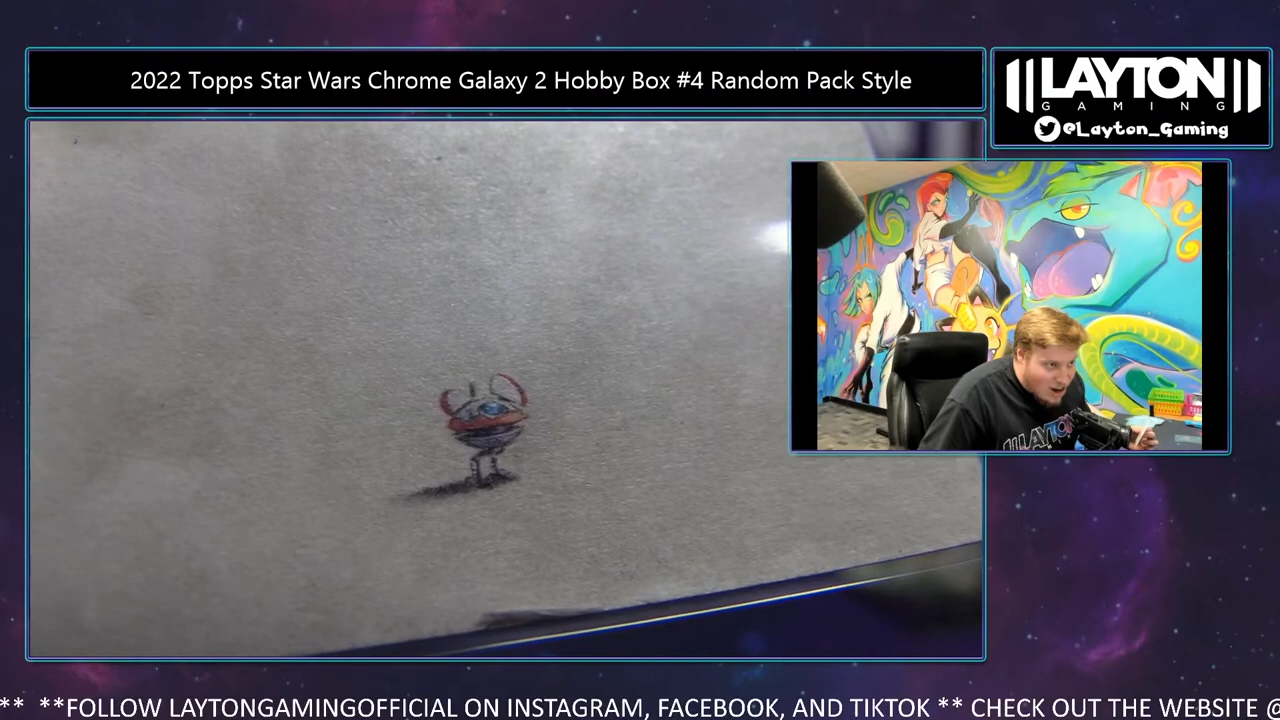 2022 Topps Star Wars Chrome Galaxy 2 Hobby Box #4 Random Pack Style
LAYTON
GAMING
@Layton_Gaming
LAYTON
** **FOLLOW LAYTONGAMINGOFFICIAL ON INSTAGRAM, FACEBOOK, AND TIKTOK ** CHECK OUT THE WEBSITE @